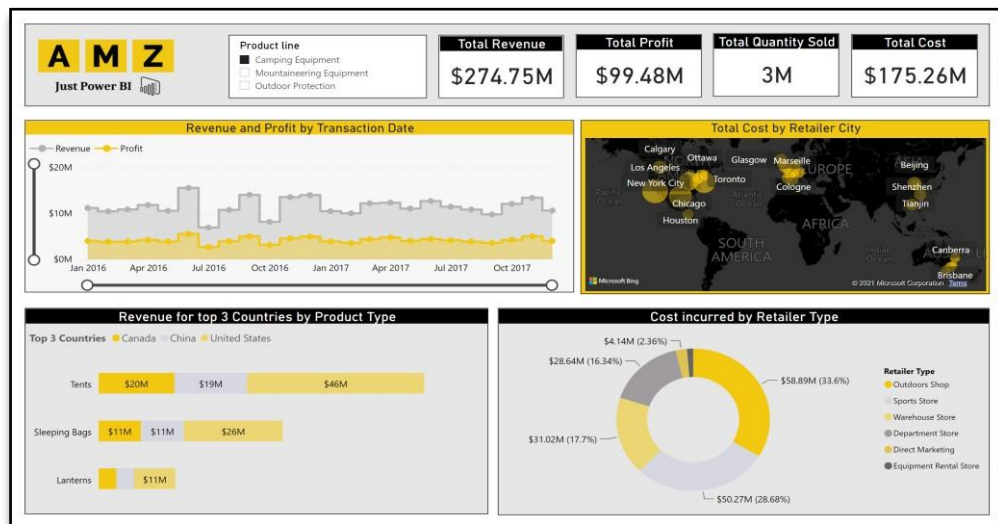 AMZ
Just Power BI
Product line
Camping Equipment
Mountaineering Equipment
Outdoor Protection
Total Revenue
$274.75M
Total Profit
$99.48M
Total Quantity Sold
3M
Total Cost
$175.26M
Revenue and Profit by Transaction Date
Revenue Profit
$20M
$10M
$0M
Jan 2016 Apr 2016 Jul 2016 Oct 2016 Jan 2017 Apr 2017 Jul 2017 Oct 2017
Total Cost by Retailer City
Calgary
Ottawa Glasgow Marseille
Los Angeles
EUROPE
Beijing
New York City Toronto
Cologne
Shenzhen
Pacific
Ocean
Atlantic
Ocean
Chicago
Tianjin
Houston
AFRICA
SOUTH
AMERICA
Indian
Ocean
Canberra
Brisbane
Microsoft Bing
© 2021 Microsoft Corporation Terms
Revenue for top 3 Countries by Product Type
Top 3 Countries Canada China United States
Tents $20M $19M $46M
Sleeping Bags $11M $11M $26M
Lanterns $11M
Cost incurred by Retailer Type
$4.14M (2.36%)
$28.64M (16.34%)
$58.89M (33.6%)
$31.02M (17.7%)
$50.27M (28.68%)
Retailer Type
Outdoors Shop
Sports Store
Warehouse Store
Department Store
Direct Marketing
Equipment Rental Store